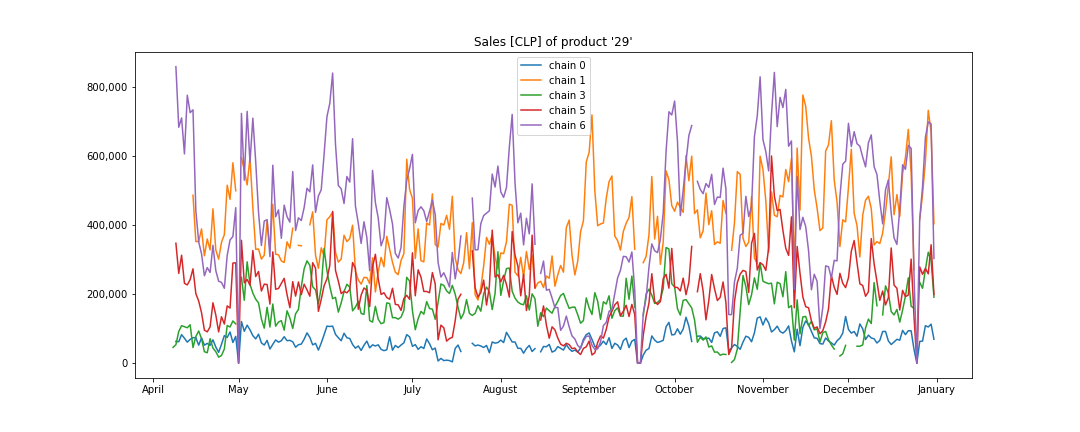 Sales [CLP] of product '29'
chain 0
chain 1
chain 3
chain 5
chain 6
800,000
600,000
400,000
200,000
0
April May June July August September October November December January